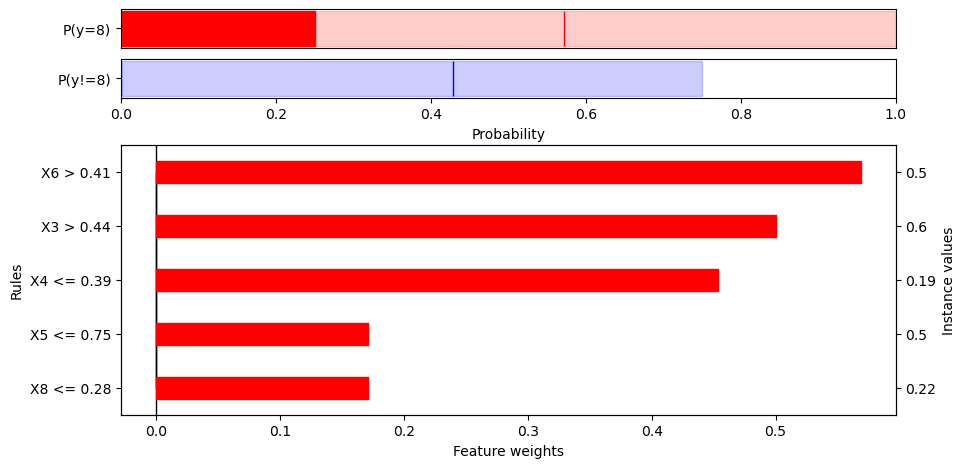 P(y=8)
P(y!=8)
0.0 0.2 0.4 0.6 0.8 1.0
Probability
X6 > 0.41 0.5
X3 > 0.44 0.6
X4 <= 0.39 0.19
X5 <= 0.75 0.5
X8 <= 0.28 0.22
Rules
Instance values
0.0 0.1 0.2 0.3 0.4 0.5
Feature weights